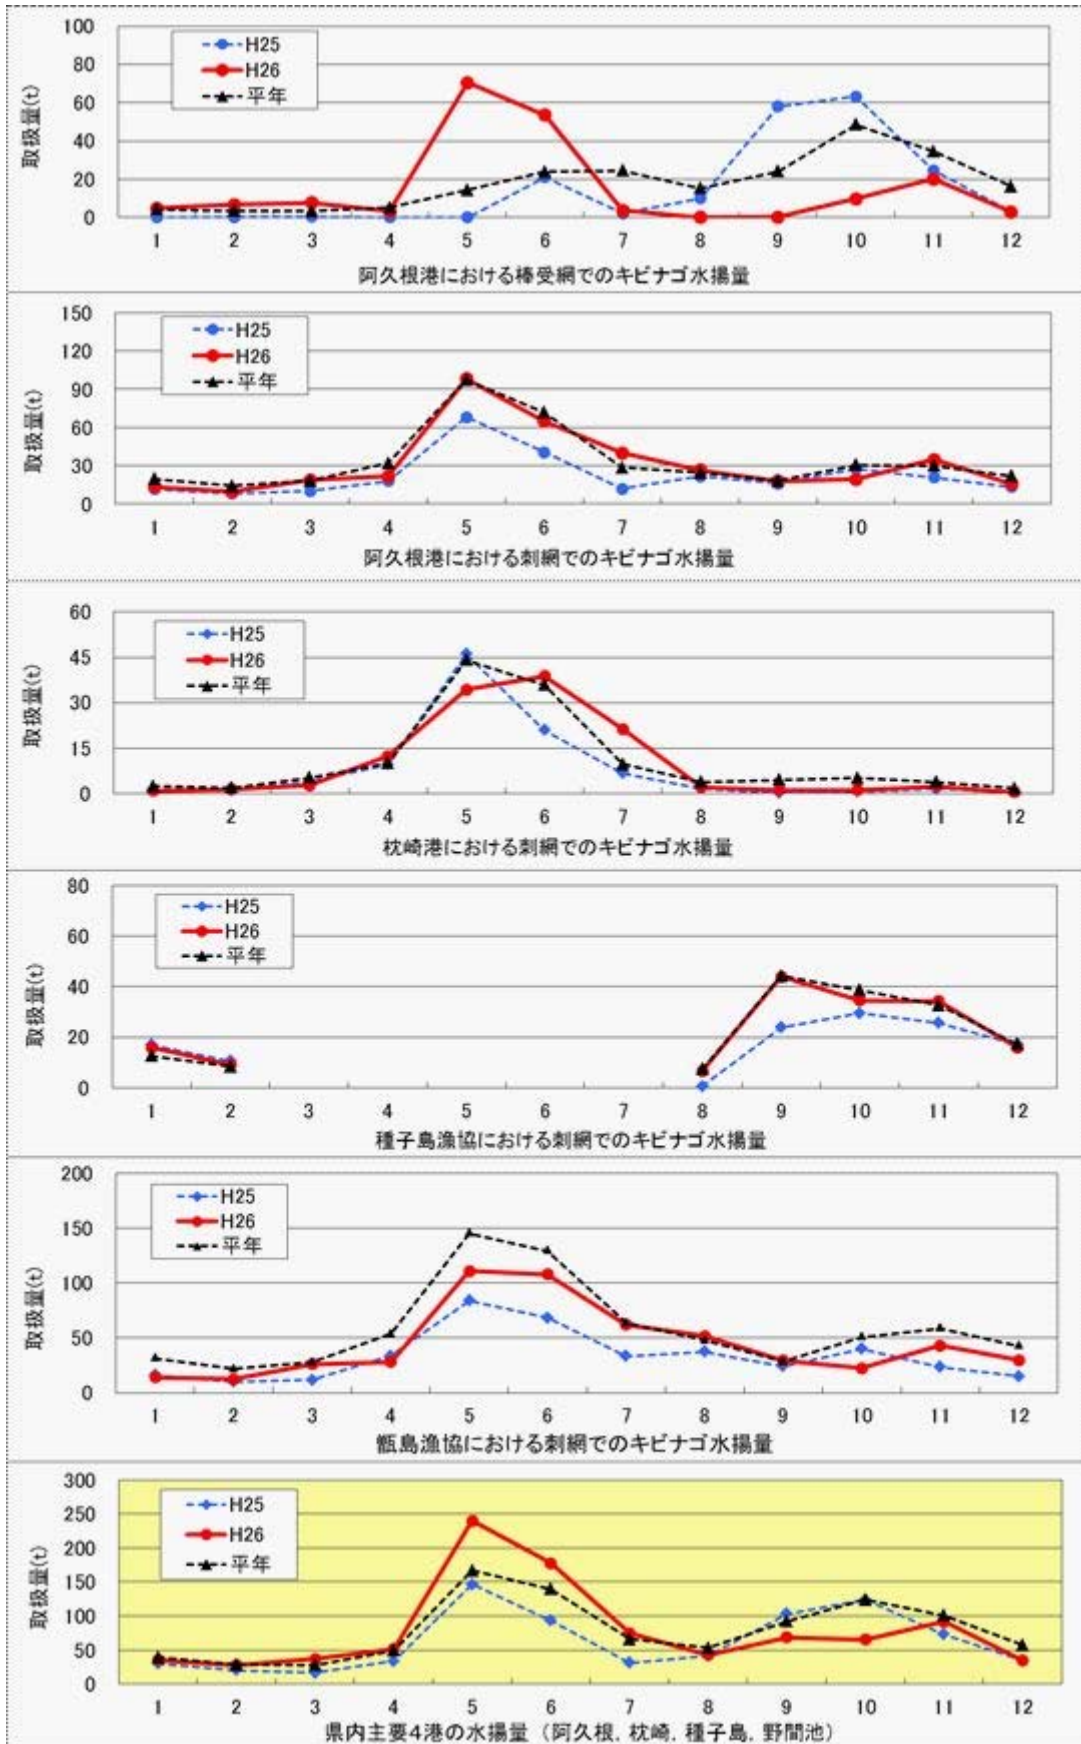 取扱量(t)
100
80
60
40
20
0
H25
H26
平年
1 2 3 4 5 6 7 8 9 10 11 12
阿久根港における棒受網でのキビナゴ水揚量
取扱量(t)
150
120
90
60
30
0
H25
H26
平年
1 2 3 4 5 6 7 8 9 10 11 12
阿久根港における刺網でのキビナゴ水揚量
取扱量(t)
60
45
30
15
0
H25
H26
平年
1 2 3 4 5 6 7 8 9 10 11 12
枕崎港における刺網でのキビナゴ水揚量
取扱量(t)
80
60
40
20
0
H25
H26
平年
1 2 3 4 5 6 7 8 9 10 11 12
種子島漁協における刺網でのキビナゴ水揚量
取扱量(t)
200
150
100
50
0
H25
H26
平年
1 2 3 4 5 6 7 8 9 10 11 12
甑島漁協における刺網でのキビナゴ水揚量
取扱量(t)
300
250
200
150
100
50
0
H25
H26
平年
1 2 3 4 5 6 7 8 9 10 11 12
県内主要4港の水揚量（阿久根, 枕崎, 種子島, 野間池）